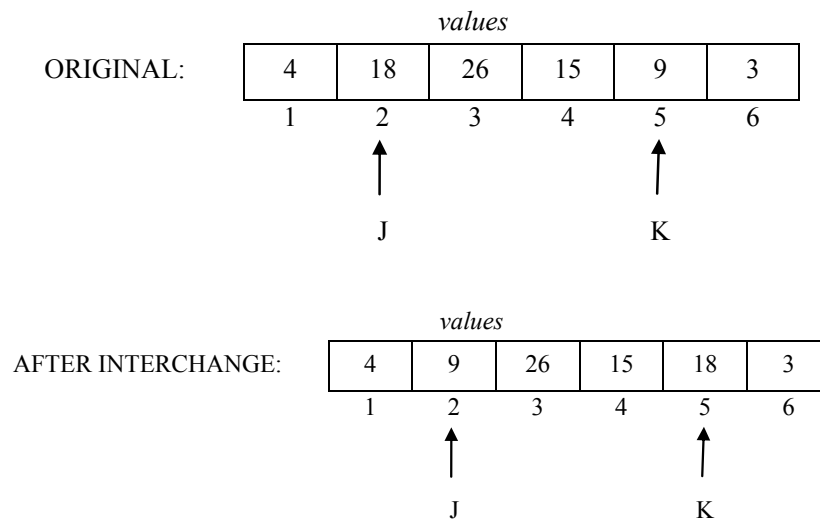 values
ORIGINAL: 4 18 26 15 9 3
1 2 3 4 5 6
J K
values
AFTER INTERCHANGE: 4 9 26 15 18 3
1 2 3 4 5 6
J K